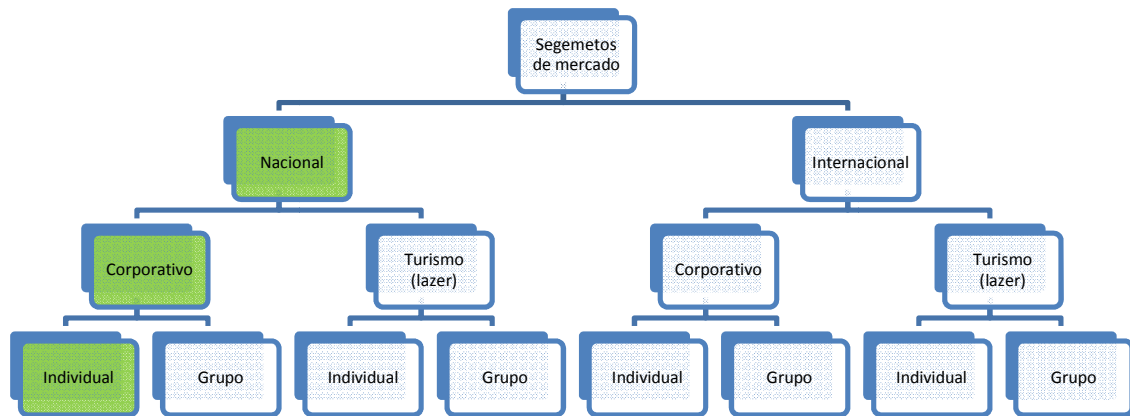 Segemetos
de mercado
Nacional
Internacional
Corporativo
Turismo
(lazer)
Corporativo
Turismo
(lazer)
Individual
Grupo
Individual
Grupo
Individual
Grupo
Individual
Grupo